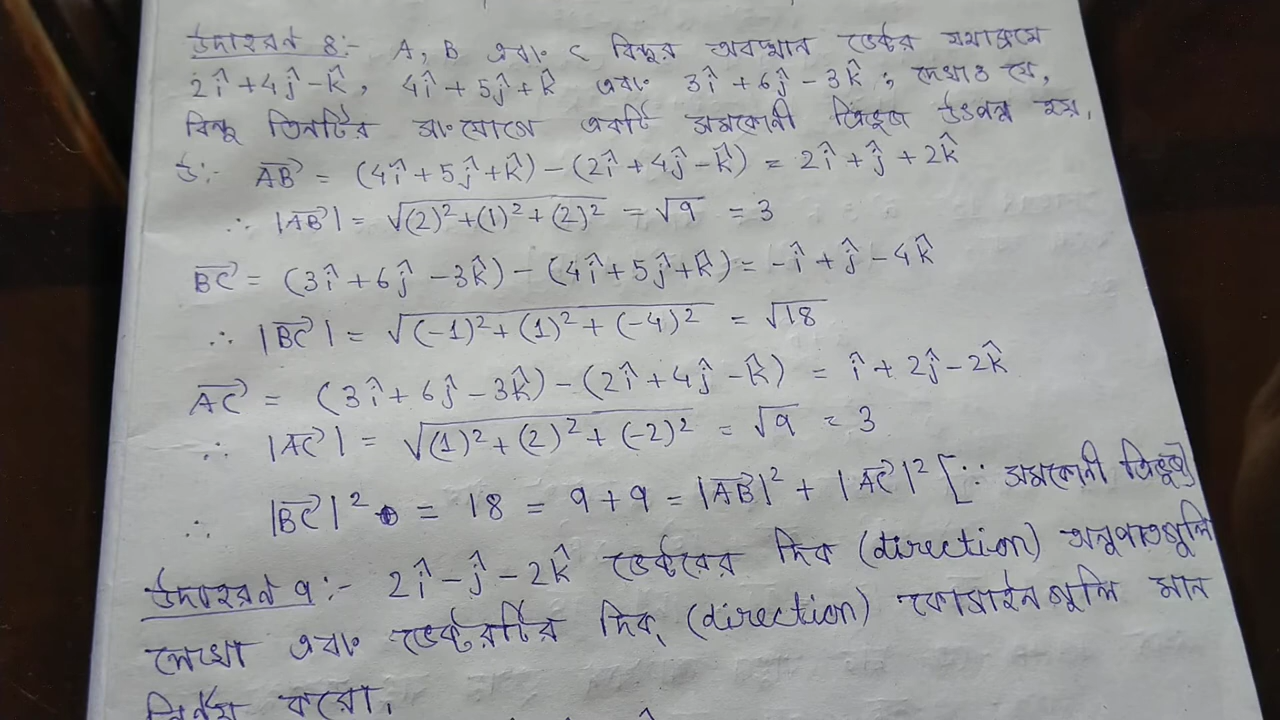 উদাহরণ 8:- A, B এবং C বিন্দুর অবস্থান ভেক্টর যথাক্রমে
2î+4ĵ-k̂, 4î+5ĵ+k̂ এবং 3î+6ĵ-3k̂; দেখাও যে,
বিন্দু তিনটির সাংযোগে একটি সমকোনী ত্রিভুজ উৎপন্ন হয়।
উ:- AB⃗ = (4î+5ĵ+k̂)-(2î+4ĵ-k̂) = 2î+ĵ+2k̂
∴ |AB⃗| = √(2)²+(1)²+(2)² = √9 = 3
BC⃗ = (3î+6ĵ-3k̂)-(4î+5ĵ+k̂) = -î+ĵ-4k̂
∴ |BC⃗| = √(-1)²+(1)²+(-4)² = √18
AC⃗ = (3î+6ĵ-3k̂)-(2î+4ĵ-k̂) = î+2ĵ-2k̂
∴ |AC⃗| = √(1)²+(2)²+(-2)² = √9 = 3
∴ |BC⃗|² = 18 = 9+9 = |AB⃗|² + |AC⃗|² [∵ সমকোনী ত্রিভুজ]
উদাহরণ 9:- 2î-ĵ-2k̂ ভেক্টরের দিক (direction) অনুপাতগুলি
লেখো এবং ভেক্টরটির দিক্ (direction) কোসাইনগুলি মান
নির্ণয় করো।